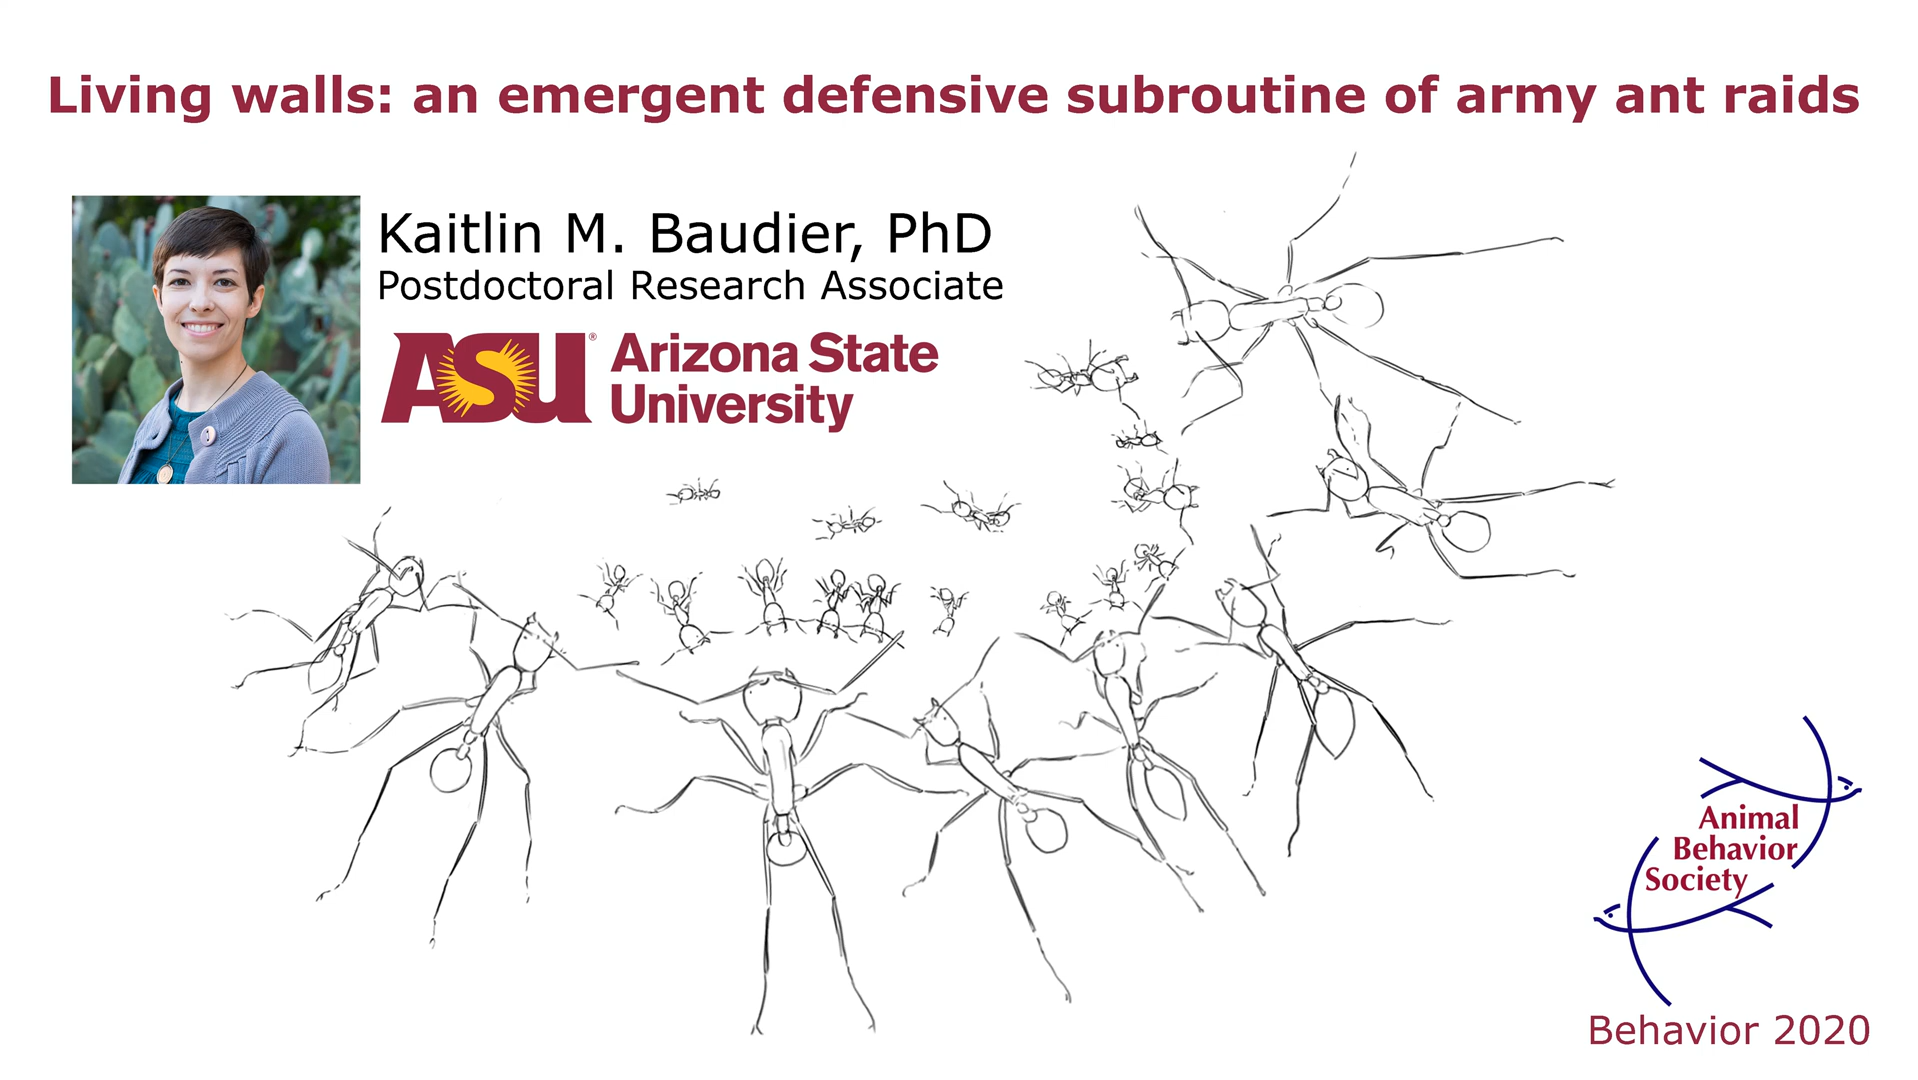 Living walls: an emergent defensive subroutine of army ant raids
Kaitlin M. Baudier, PhD
Postdoctoral Research Associate
ASU®
Arizona State
University
Animal
Behavior
Society
Behavior 2020